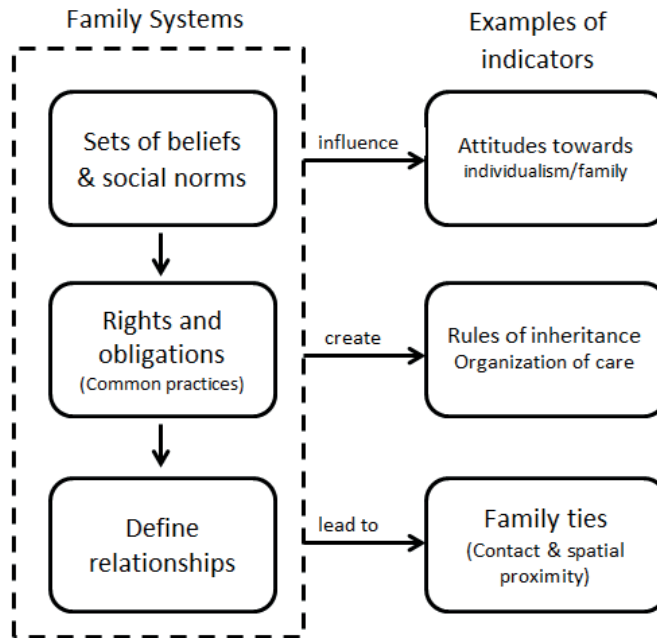 Family Systems
Examples of
indicators
Sets of beliefs
& social norms
influence
Attitudes towards
individualism/family
Rights and
obligations
(Common practices)
create
Rules of inheritance
Organization of care
Define
relationships
lead to
Family ties
(Contact & spatial
proximity)